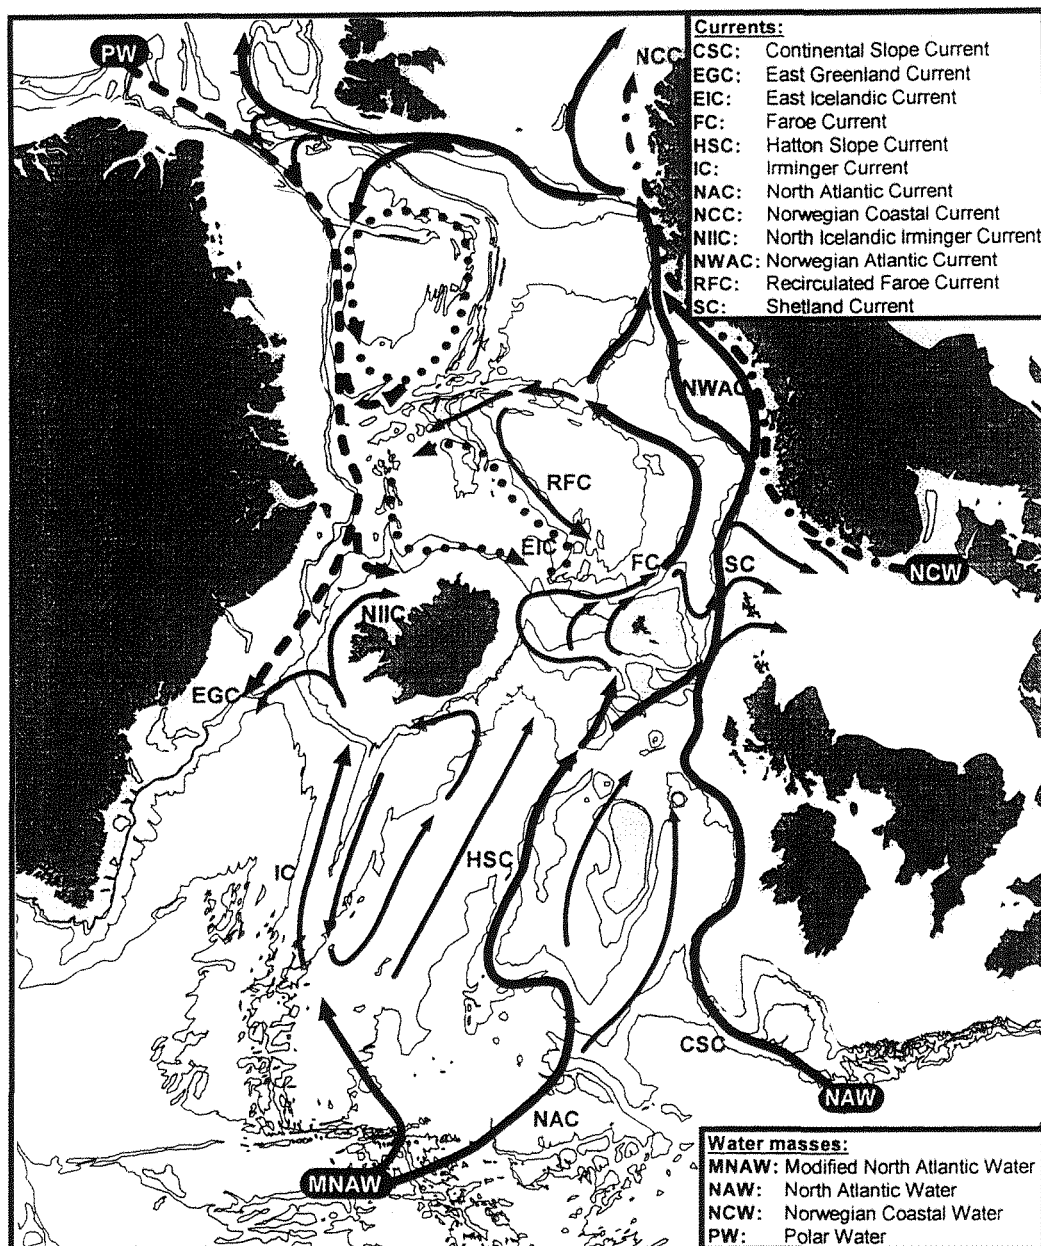 Currents:
CSC: Continental Slope Current
EGC: East Greenland Current
EIC: East Icelandic Current
FC: Faroe Current
HSC: Hatton Slope Current
IC: Irminger Current
NAC: North Atlantic Current
NCC: Norwegian Coastal Current
NIIC: North Icelandic Irminger Current
NWAC: Norwegian Atlantic Current
RFC: Recirculated Faroe Current
SC: Shetland Current
PW
NCC
NWAC
RFC
EIC
FC
SC
NCW
NIIC
EGC
IC
HSC
CSC
NAW
NAC
MNAW
Water masses:
MNAW: Modified North Atlantic Water
NAW: North Atlantic Water
NCW: Norwegian Coastal Water
PW: Polar Water